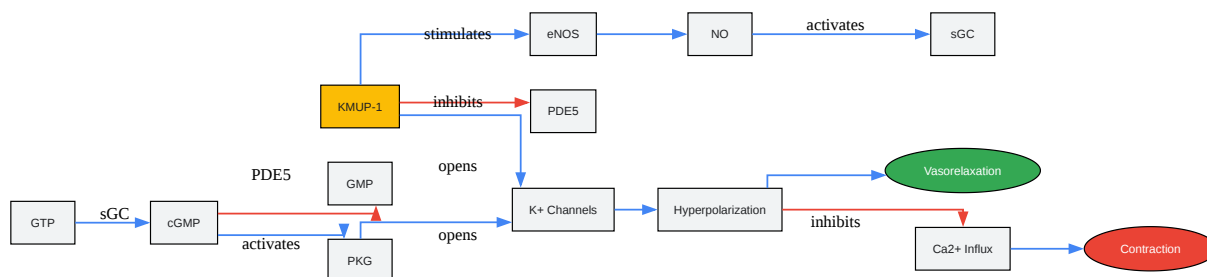 stimulates
eNOS
NO
activates
sGC
KMUP-1
inhibits
PDE5
PDE5
GMP
opens
Vasorelaxation
GTP
sGC
cGMP
K+ Channels
Hyperpolarization
inhibits
activates
PKG
opens
Ca2+ Influx
Contraction